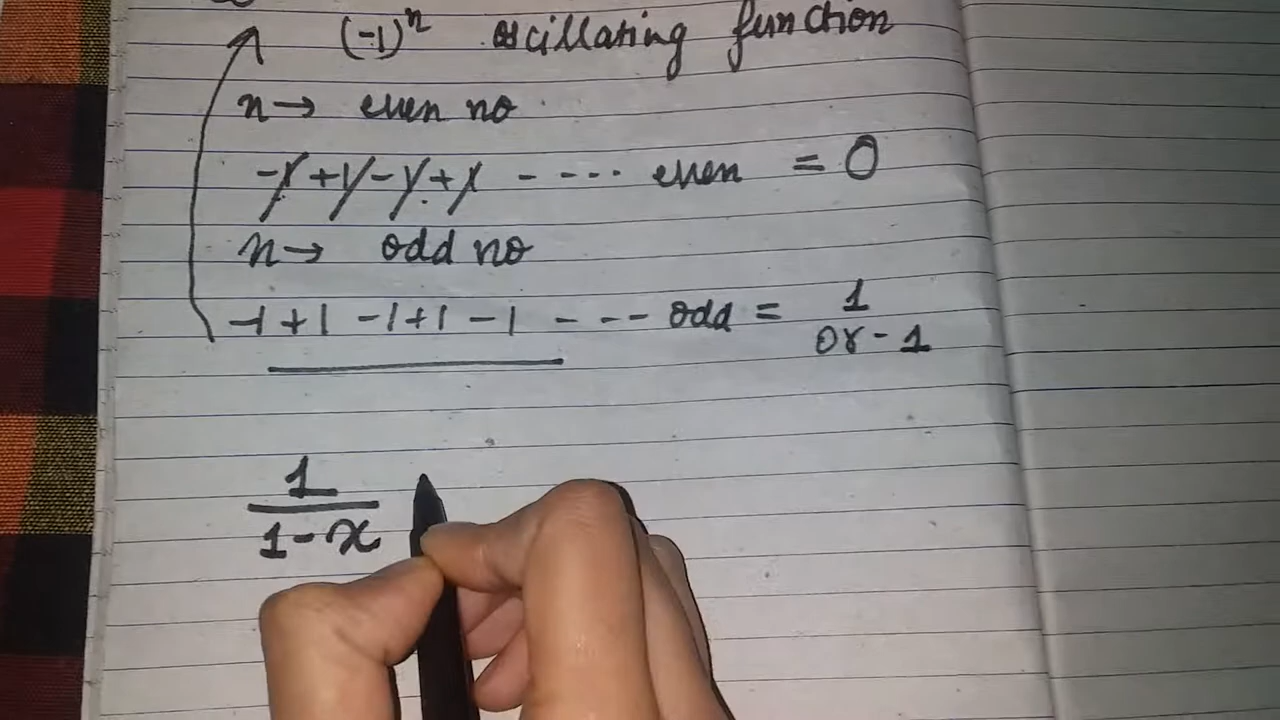 (-1)^n oscillating function
n → even no
-1+1-1+1 - ---- even = 0
n → odd no
-1+1-1+1-1 - --- odd = 1
or -1
1
1-x